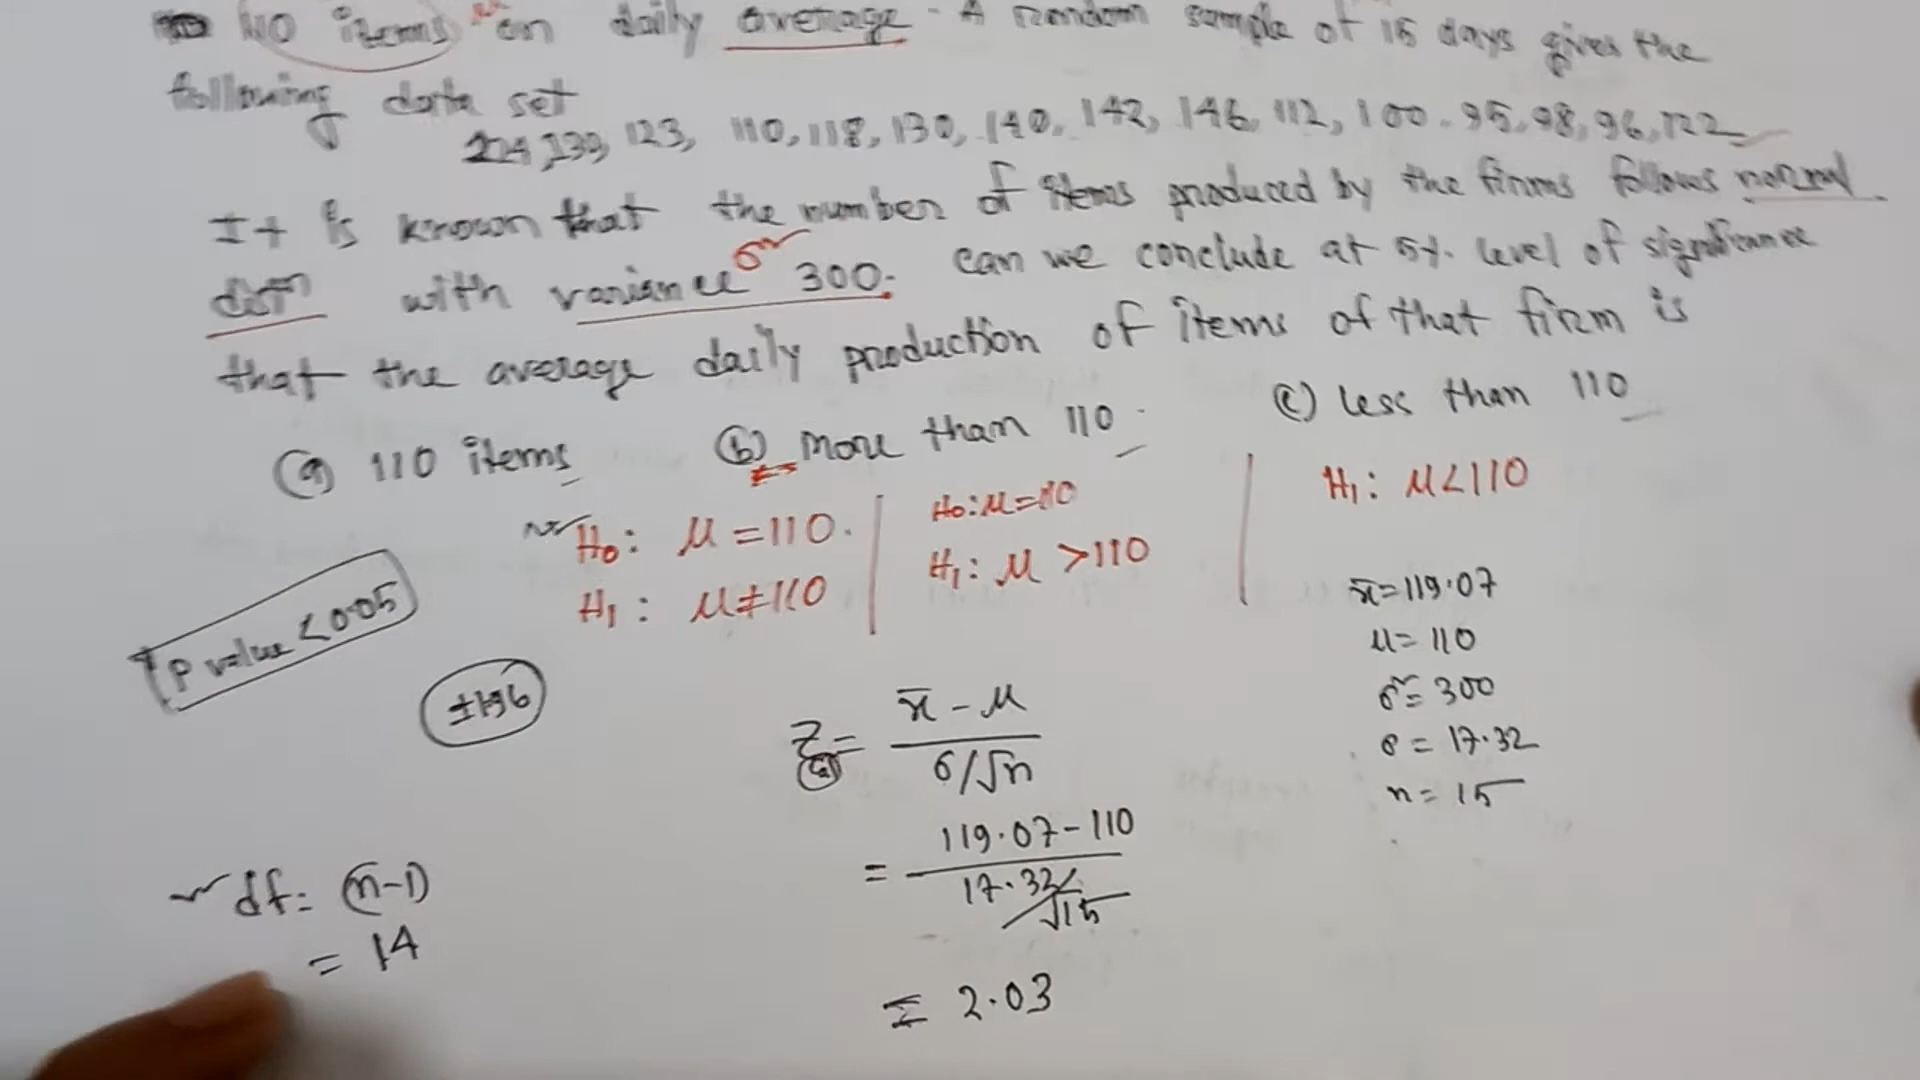 110 items on daily average. A random sample of 15 days gives the
following data set
123, 110, 118, 130, 140, 142, 146, 112, 100, 95, 98, 96, 122
It is known that the number of items produced by the firms follows normal
distn with variance σ² 300. can we conclude at 5%. level of significance
that the average daily production of items of that firm is
(a) 110 items (b) more than 110. (c) Less than 110
H₀: μ = 110. H₀: μ = 110 H₁: μ < 110
H₁: μ ≠ 110 H₁: μ > 110
P value < 0.05
±1.96
x̄ = 119.07
μ = 110
σ² = 300
σ = 17.32
n = 15
Z = x̄ - μ / σ/√n
= 119.07 - 110 / 17.32/√15
= 2.03
df = (n-1)
= 14